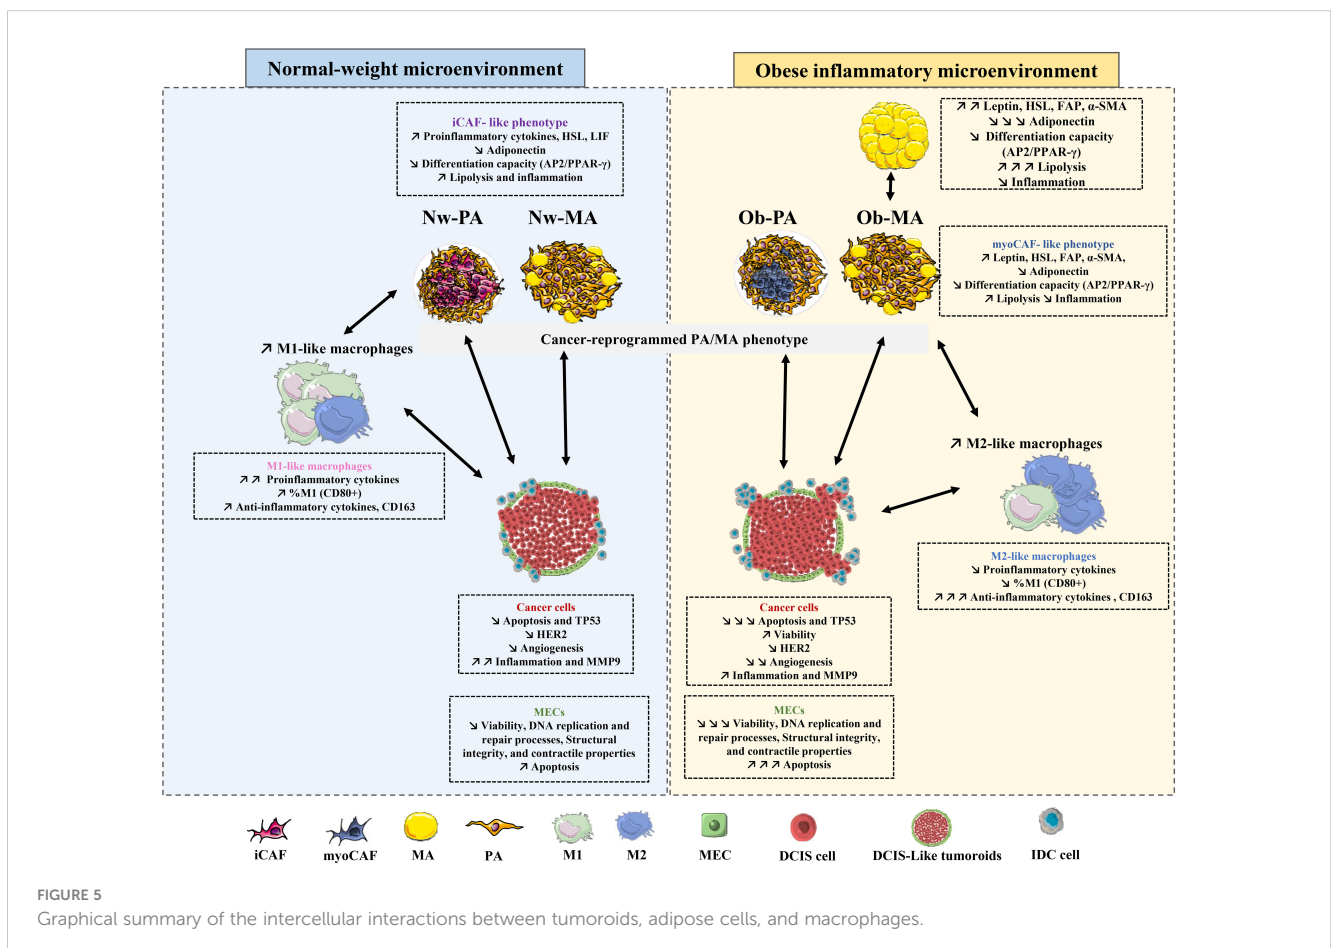 Normal-weight microenvironment
iCAF- like phenotype
↗ Proinflammatory cytokines, HSL, LIF
↘ Adiponectin
↘ Differentiation capacity (AP2/PPAR-γ)
↗ Lipolysis and inflammation
Nw-PA
Nw-MA
↗ M1-like macrophages
M1-like macrophages
↗ ↗ Proinflammatory cytokines
↗ %M1 (CD80+)
↗ Anti-inflammatory cytokines, CD163
Cancer cells
↘ Apoptosis and TP53
↘ HER2
↘ Angiogenesis
↗ ↗ Inflammation and MMP9
MECs
↘ Viability, DNA replication and
repair processes, Structural
integrity, and contractile properties
↗ Apoptosis
Cancer-reprogrammed PA/MA phenotype
Obese inflammatory microenvironment
↗ ↗ Leptin, HSL, FAP, α-SMA
↘ ↘ ↘ Adiponectin
↘ Differentiation capacity
(AP2/PPAR-γ)
↗ ↗ ↗ Lipolysis
↘ Inflammation
Ob-PA
Ob-MA
myoCAF- like phenotype
↗ Leptin, HSL, FAP, α-SMA,
↘ Adiponectin
↘ Differentiation capacity (AP2/PPAR-γ)
↗ Lipolysis ↘ Inflammation
↗ M2-like macrophages
M2-like macrophages
↘ Proinflammatory cytokines
↘ %M1 (CD80+)
↗ ↗ ↗ Anti-inflammatory cytokines , CD163
Cancer cells
↘ ↘ ↘ Apoptosis and TP53
↗ Viability
↘ HER2
↘ ↘ Angiogenesis
↗ Inflammation and MMP9
MECs
↘ ↘ ↘ Viability, DNA replication and
repair processes, Structural integrity,
and contractile properties
↗ ↗ ↗ Apoptosis
iCAF
myoCAF
MA
PA
M1
M2
MEC
DCIS cell
DCIS-Like tumoroids
IDC cell
FIGURE 5
Graphical summary of the intercellular interactions between tumoroids, adipose cells, and macrophages.